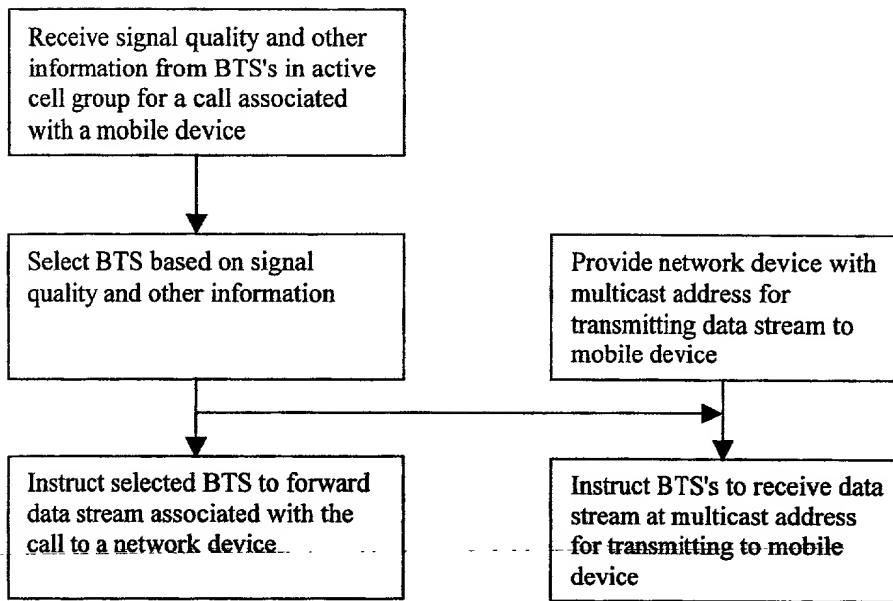 Receive signal quality and other
information from BTS's in active
cell group for a call associated
with a mobile device
Select BTS based on signal
quality and other information
Provide network device with
multicast address for
transmitting data stream to
mobile device
Instruct selected BTS to forward
data stream associated with the
call to a network device
Instruct BTS's to receive data
stream at multicast address
for transmitting to mobile
device